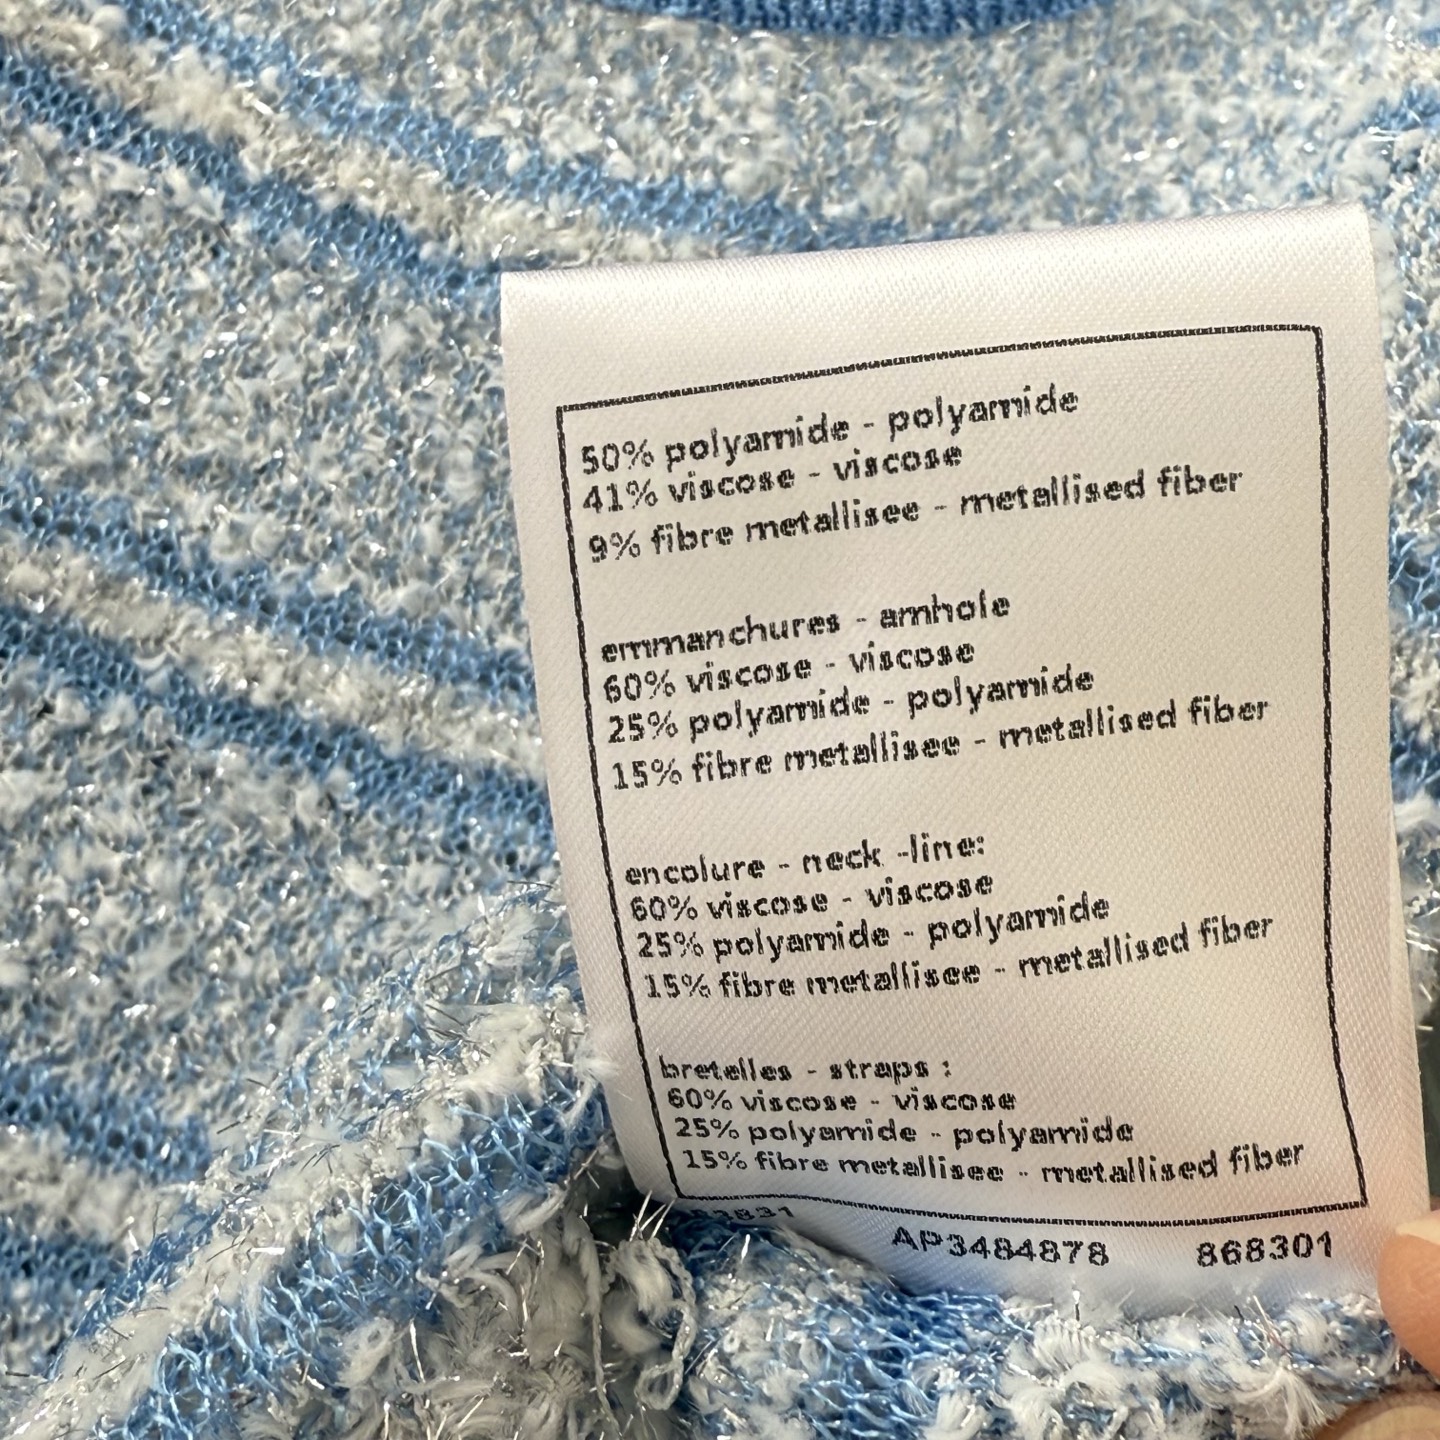 50% polyamide - polyamide
41% viscose - viscose
9% fibre metallisee - metallised fiber
emmanchures - amhole
60% viscose - viscose
25% polyamide - polyamide
15% fibre metallisee - metallised fiber
encolure - neck -line:
60% viscose - viscose
25% polyamide - polyamide
15% fibre metallisee - metallised fiber
bretelles - straps :
60% viscose - viscose
25% polyamide - polyamide
15% fibre metallisee - metallised fiber
AP3484878 868301